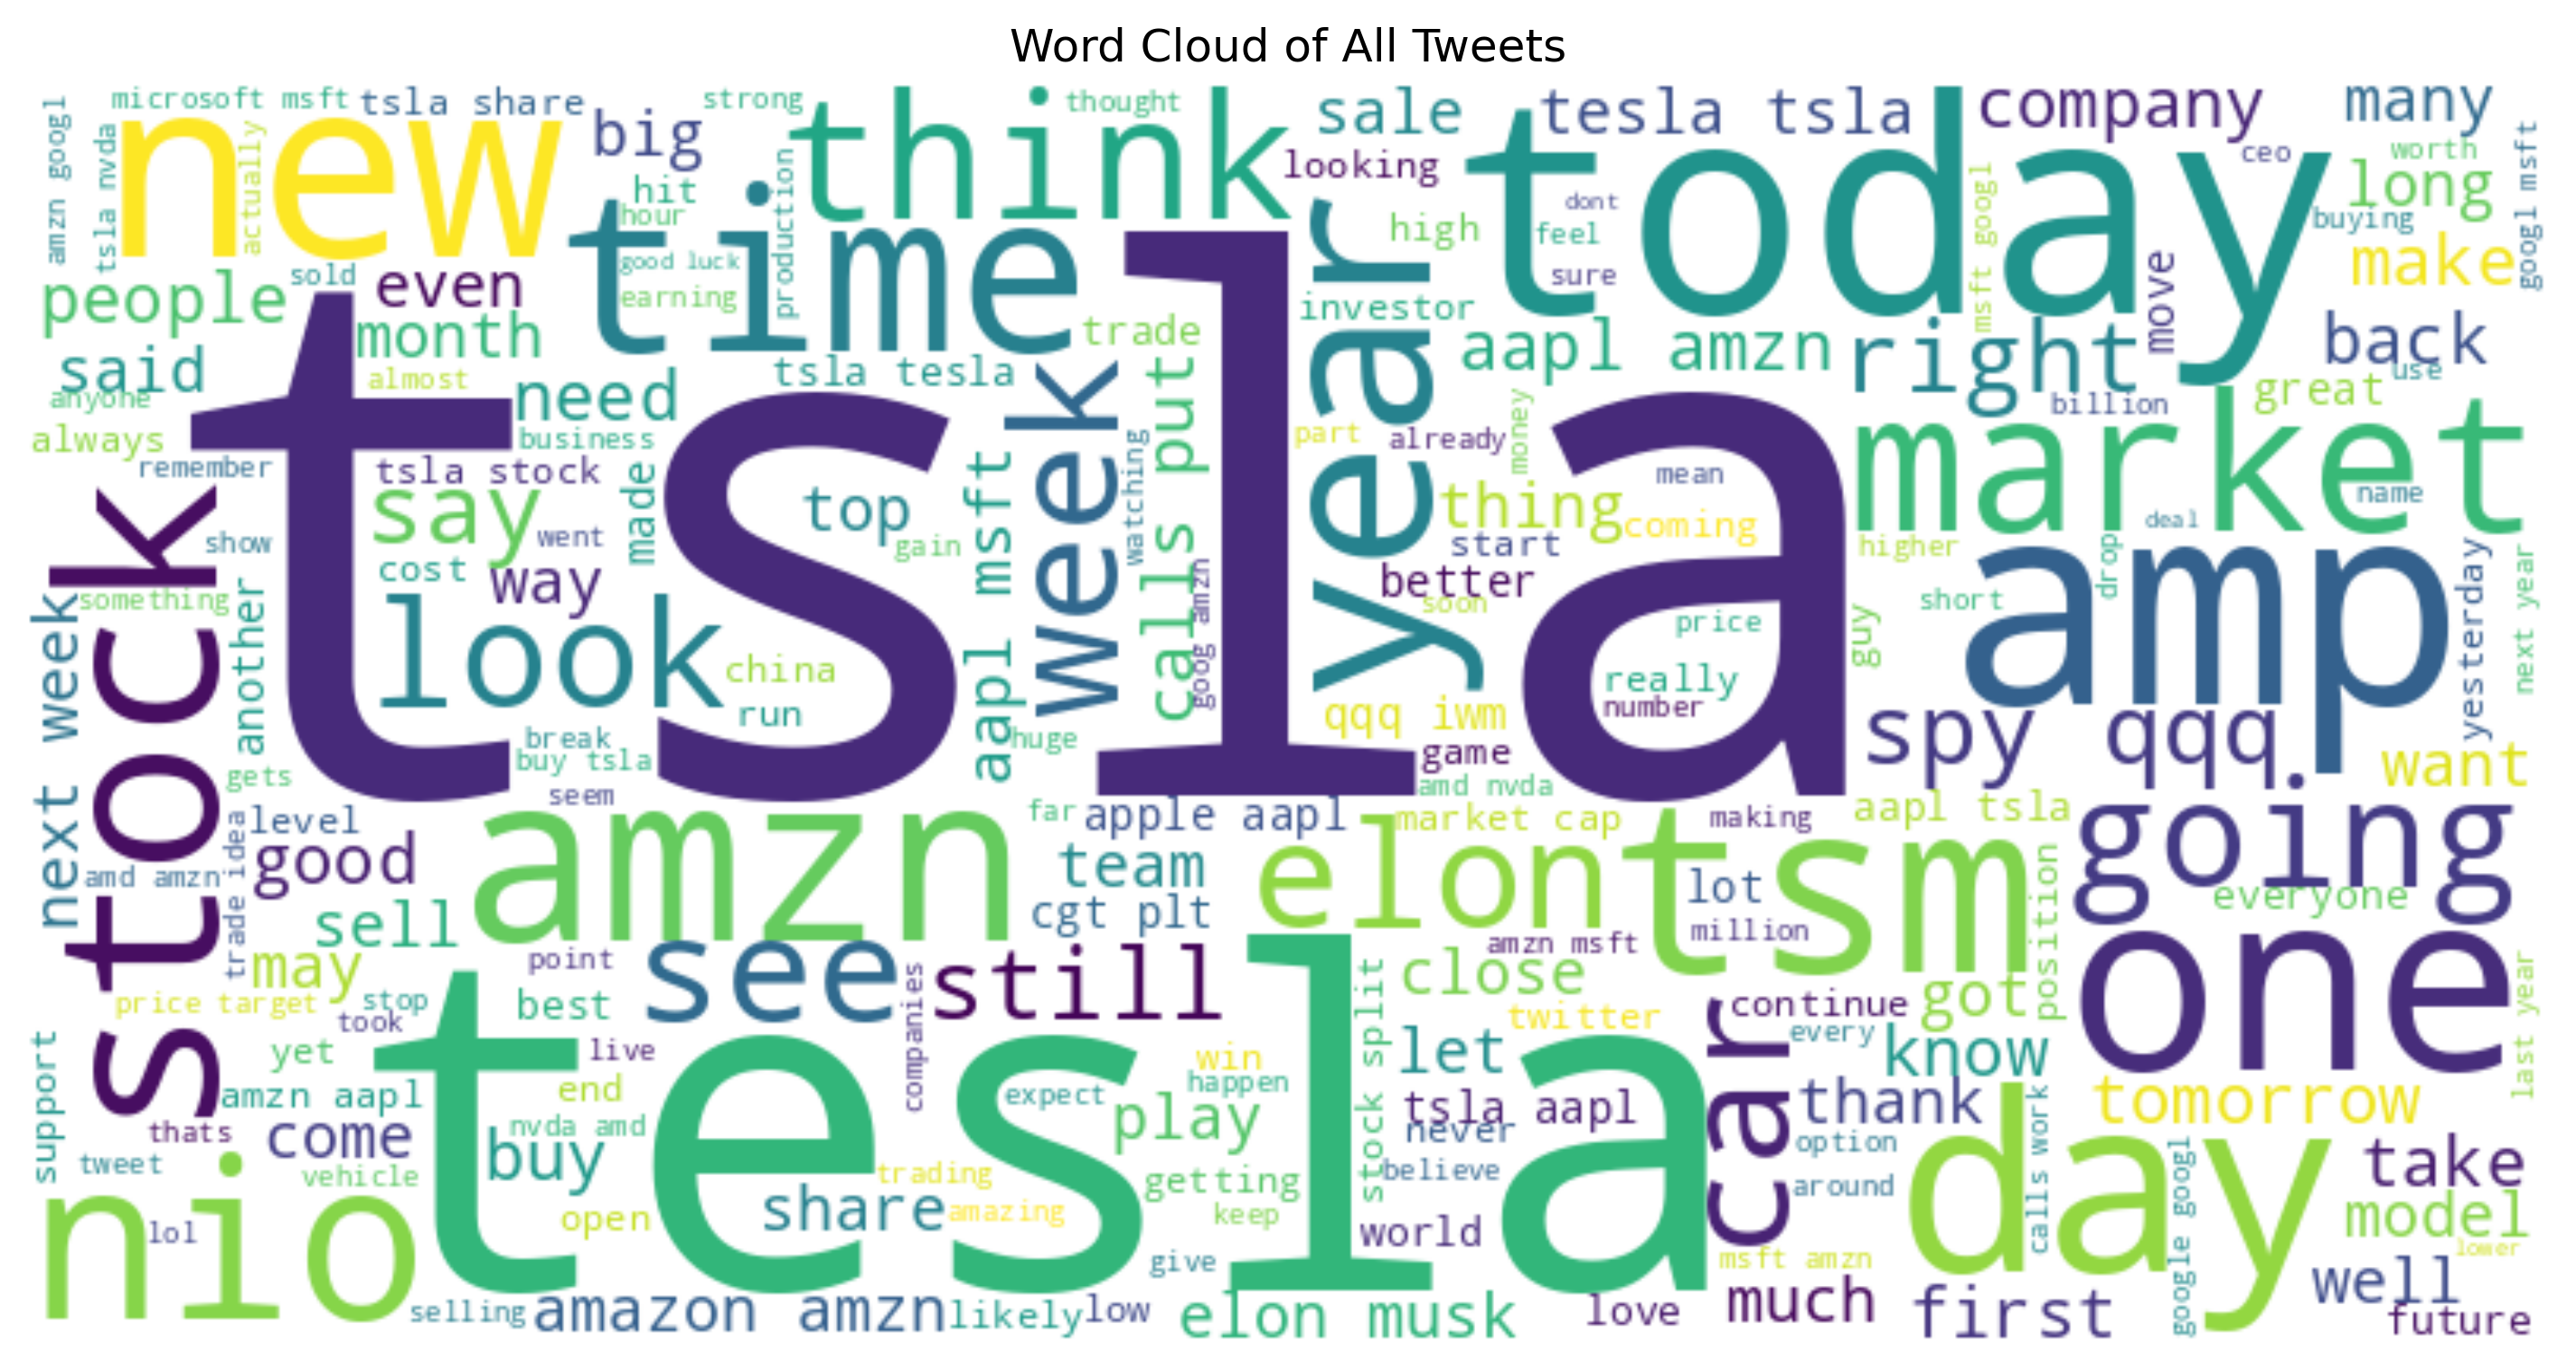 Word Cloud of All Tweets
microsoft msft
tsla share
strong
think
thought
sale
tesla tsla
company
many
amzn googl
tsla nvda
new
actually
big
hit
hour
time
good luck
earning
production
looking
today
high
dont
feel
sure
ceo
worth
long
buying
make
googl msft
msft googl
move
people
sold
even
month
said
almost
anyone
always
need
business
trade
tsla tesla
week
calls put
year
investor
aapl amzn
right
back
use
great
billion
market
remember
tsla
tsla stock
say
went
made
top
gain
aapl msft
watching
part
already
money
mean
thing
coming
start
better
soon
name
deal
higher
drop
short
amp
yesterday
next year
stock
show
something
another
next week
cost
way
look
china
run
break
buy tsla
huge
goog amzn
price
really
number
guy
qqq iwm
game
amd nvda
spy qqq
want
gets
seem
level
good
trade idea
amd amzn
sell
amzn
far
apple aapl
market cap
making
aapl tsla
team
cgt plt
elon
tsm
lot
million
position
going
everyone
one
may
price target
stop
took
point
best
see
still
companies
amzn msft
close
stock split
twitter
continue
got
every
know
last year
support
yet
live
end
amzn aapl
thats
come
tweet
vehicle
nio
lol
nvda amd
buy
tesla
expect
win
happen
play
let
tsla aapl
never
believe
car
thank
option
around
tomorrow
calls work
day
take
model
lower
trading
share
amazing
open
getting
keep
world
give
msft amzn
google googl
well
future
selling
amazon amzn
likely
low
elon musk
love
much
first